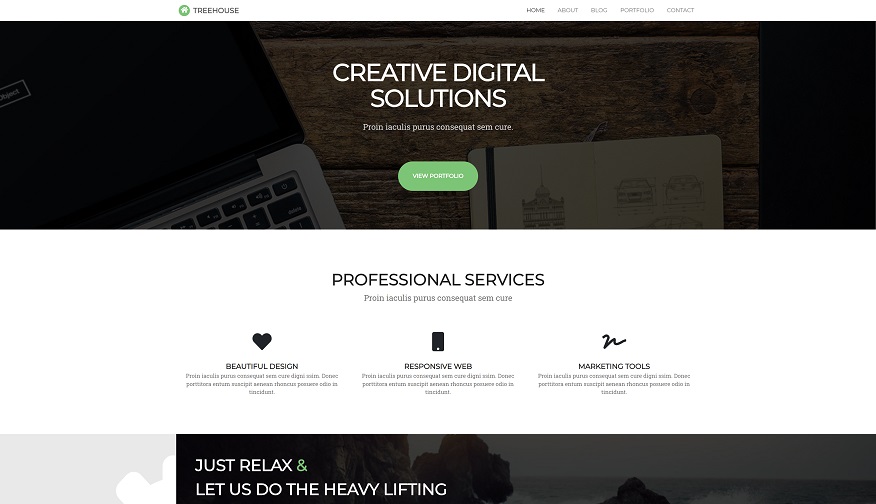 TREEHOUSE
HOME ABOUT BLOG PORTFOLIO CONTACT
Object
CREATIVE DIGITAL
SOLUTIONS
Proin iaculis purus consequat sem cure.
VIEW PORTFOLIO
delete
PROFESSIONAL SERVICES
Proin iaculis purus consequat sem cure
BEAUTIFUL DESIGN
Proin iaculis purus consequat sem cure digni ssim. Donec
porttitora entum suscipit aenean rhoncus posuere odio in
tincidunt.
RESPONSIVE WEB
Proin iaculis purus consequat sem cure digni ssim. Donec
porttitora entum suscipit aenean rhoncus posuere odio in
tincidunt.
MARKETING TOOLS
Proin iaculis purus consequat sem cure digni ssim. Donec
porttitora entum suscipit aenean rhoncus posuere odio in
tincidunt.
JUST RELAX &
LET US DO THE HEAVY LIFTING